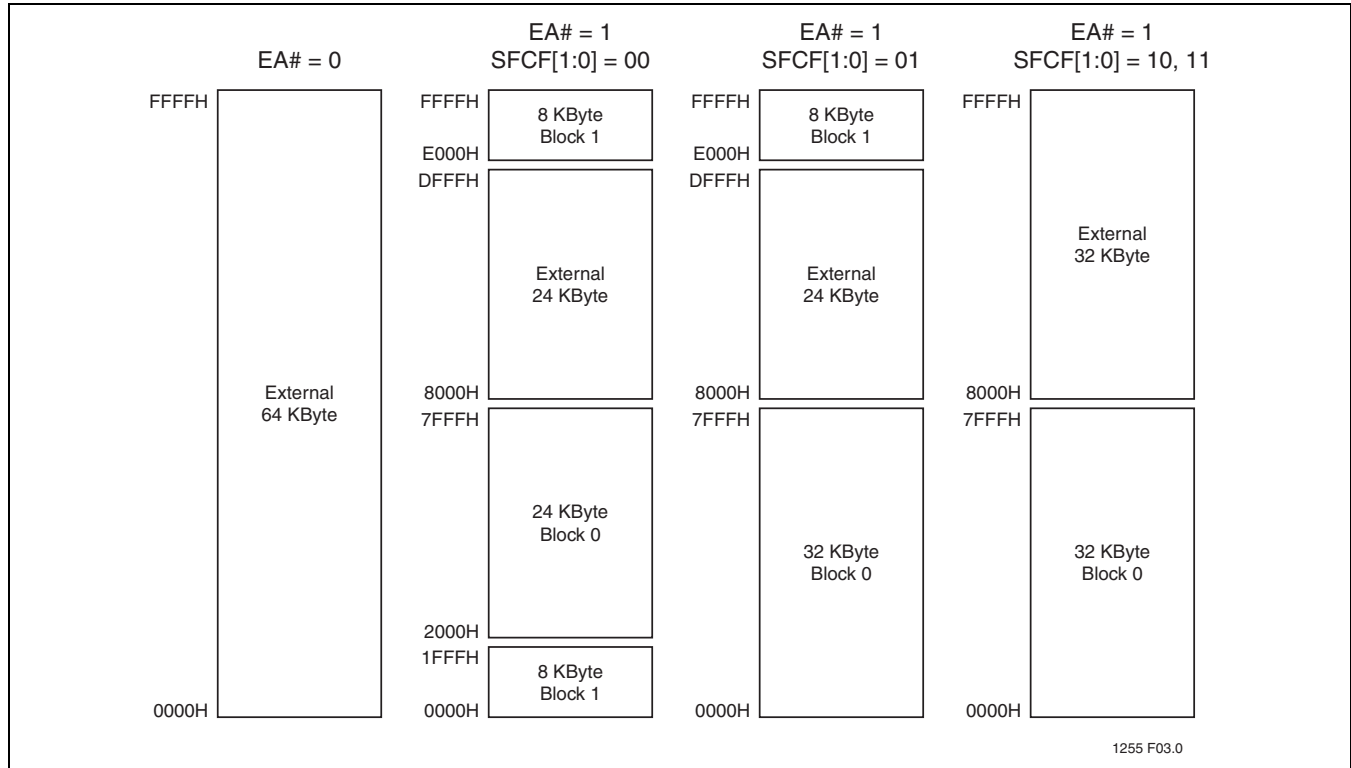 EA# = 0
FFFFH
External
64 KByte
0000H
EA# = 1
SFCF[1:0] = 00
FFFFH
8 KByte
Block 1
E000H
DFFFH
External
24 KByte
8000H
7FFFH
24 KByte
Block 0
2000H
1FFFH
8 KByte
Block 1
0000H
EA# = 1
SFCF[1:0] = 01
FFFFH
8 KByte
Block 1
E000H
DFFFH
External
24 KByte
8000H
7FFFH
32 KByte
Block 0
0000H
EA# = 1
SFCF[1:0] = 10, 11
FFFFH
External
32 KByte
8000H
7FFFH
32 KByte
Block 0
0000H
1255 F03.0